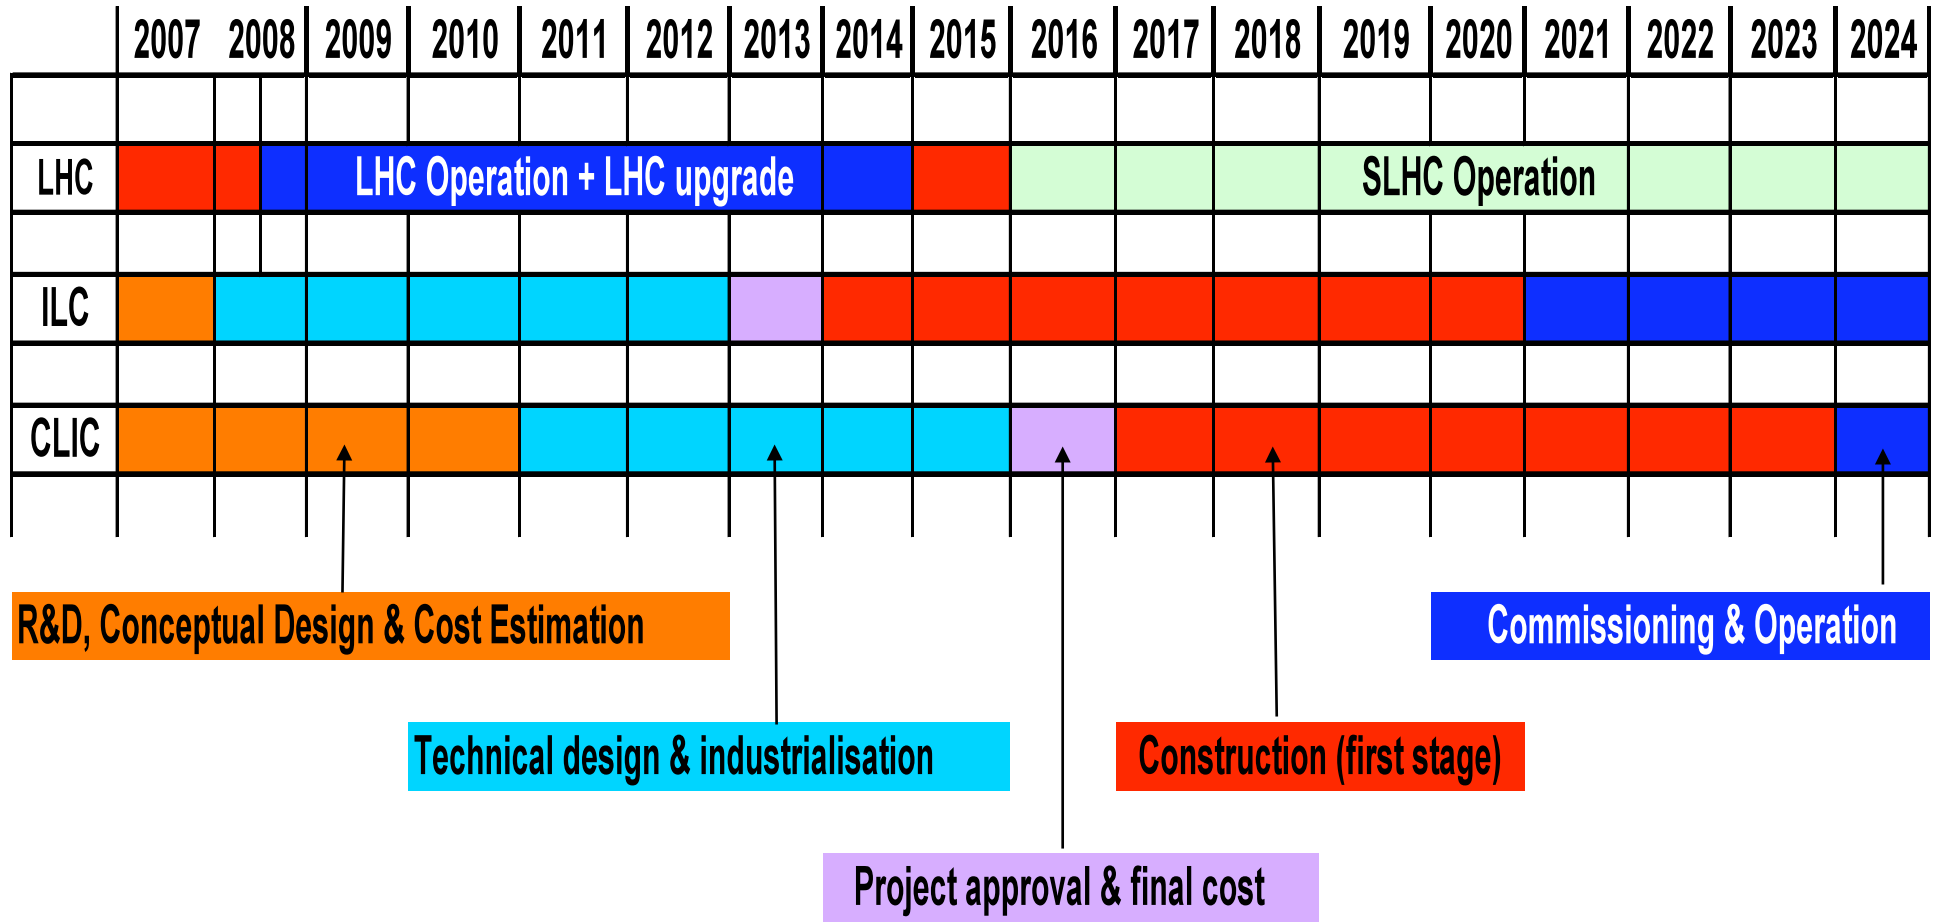 2007 2008 2009 2010 2011 2012 2013 2014 2015 2016 2017 2018 2019 2020 2021 2022 2023 2024
LHC LHC Operation + LHC upgrade SLHC Operation
ILC
CLIC
R&D, Conceptual Design & Cost Estimation Commissioning & Operation
Technical design & industrialisation Construction (first stage)
Project approval & final cost